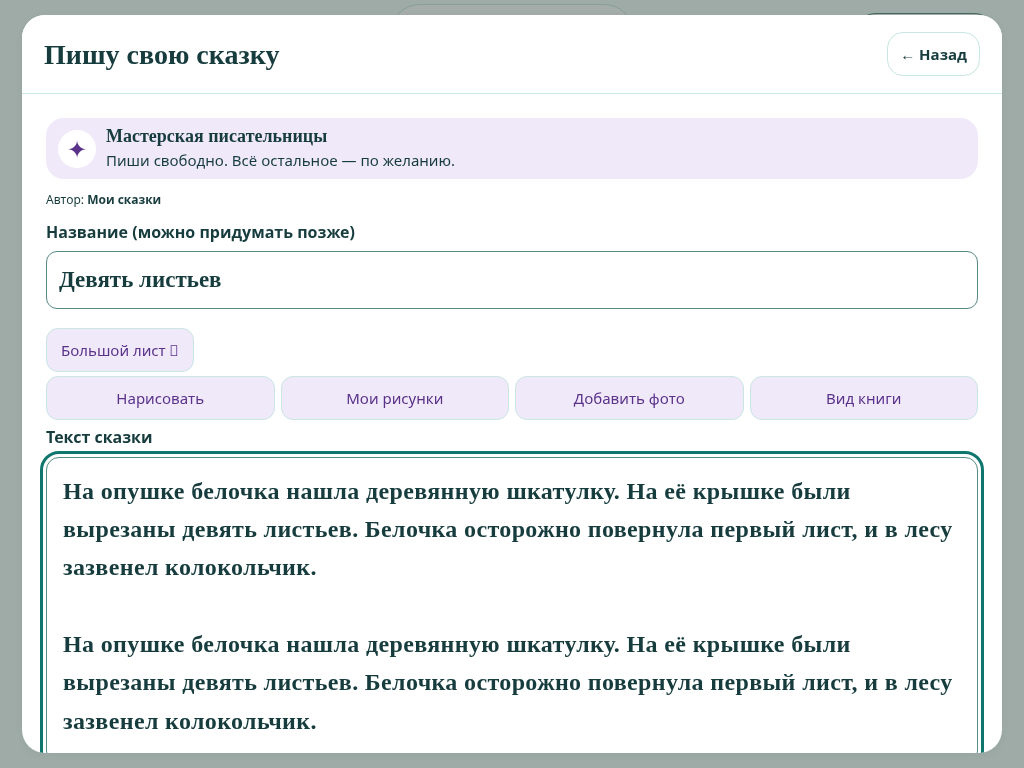 Пишу свою сказку
← Назад
✦
Мастерская писательницы
Пиши свободно. Всё остальное — по желанию.
Автор: Мои сказки
Название (можно придумать позже)
Девять листьев
Большой лист
Нарисовать
Мои рисунки
Добавить фото
Вид книги
Текст сказки
На опушке белочка нашла деревянную шкатулку. На её крышке были
вырезаны девять листьев. Белочка осторожно повернула первый лист, и в лесу
зазвенел колокольчик.
На опушке белочка нашла деревянную шкатулку. На её крышке были
вырезаны девять листьев. Белочка осторожно повернула первый лист, и в лесу
зазвенел колокольчик.